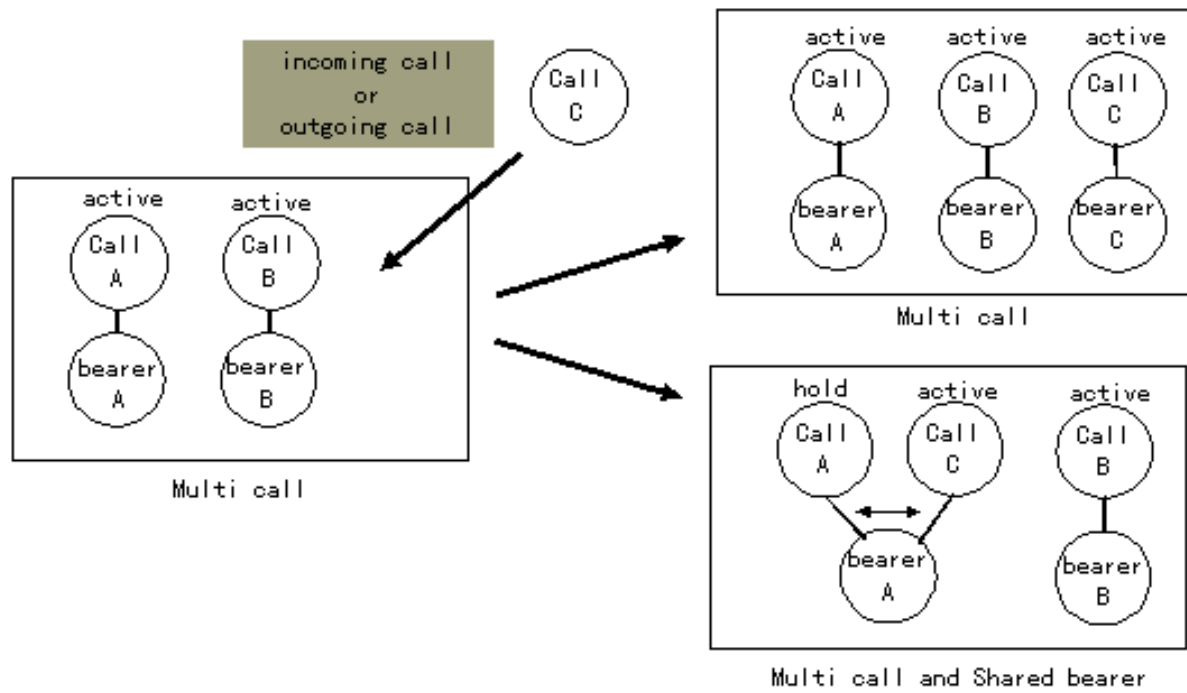 incoming call
or
outgoing call
Call
C
active
active
Call
A
Call
B
bearer
A
bearer
B
Multi call
active
active
active
Call
A
Call
B
Call
C
bearer
A
bearer
B
bearer
C
Multi call
hold
active
active
Call
A
Call
C
Call
B
bearer
A
bearer
B
Multi call and Shared bearer